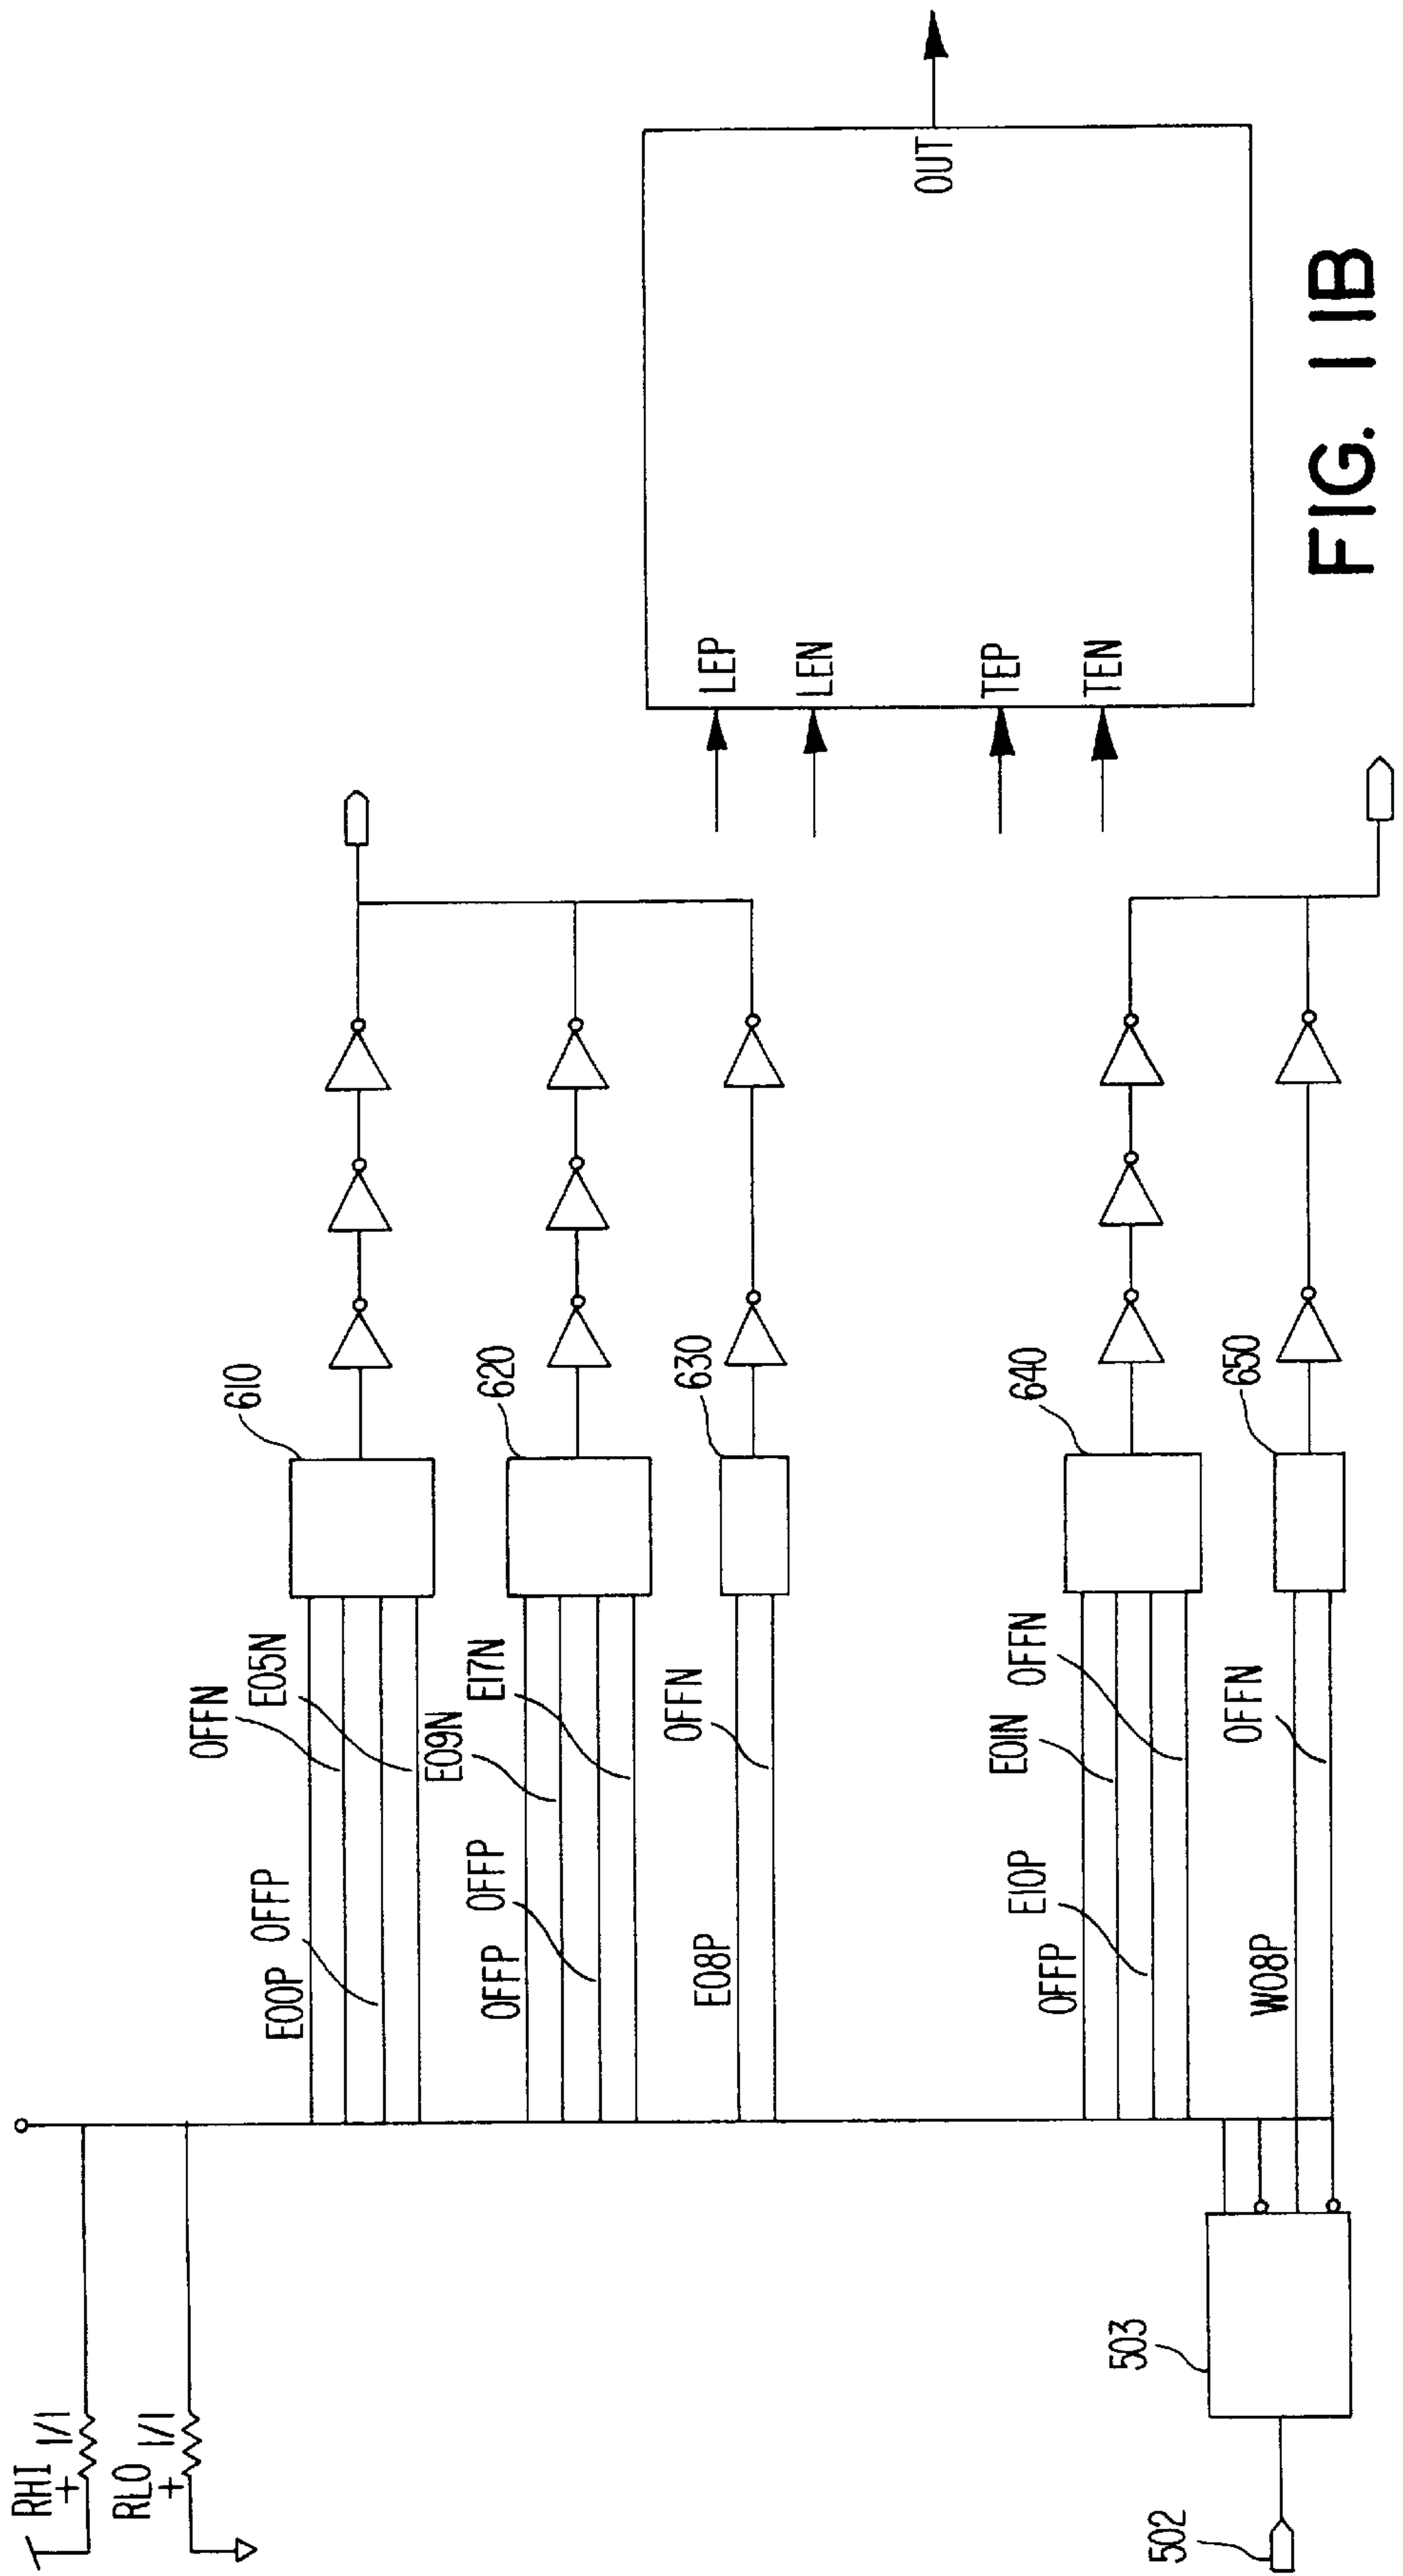 RHI
+
1/1
RLO
+
1/1
E00P
OFFP
OFFN
E05N
610
OFFP
OFFP
E09N
E17N
620
E08P
OFFN
630
OFFP
E10P
E01N
OFFN
640
W08P
OFFN
650
502
503
LEP
LEN
TEP
TEN
OUT
FIG. 11B